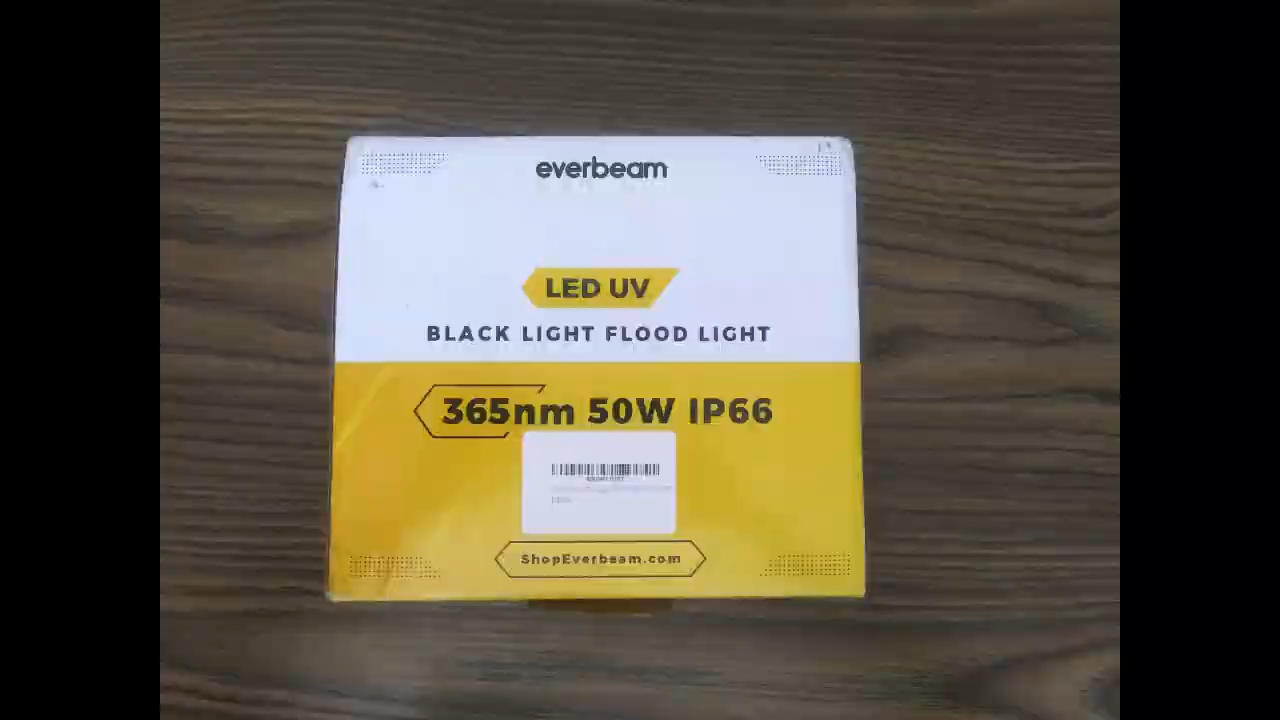 everbeam
LED UV
BLACK LIGHT FLOOD LIGHT
365nm 50W IP66
ShopEverbeam.com